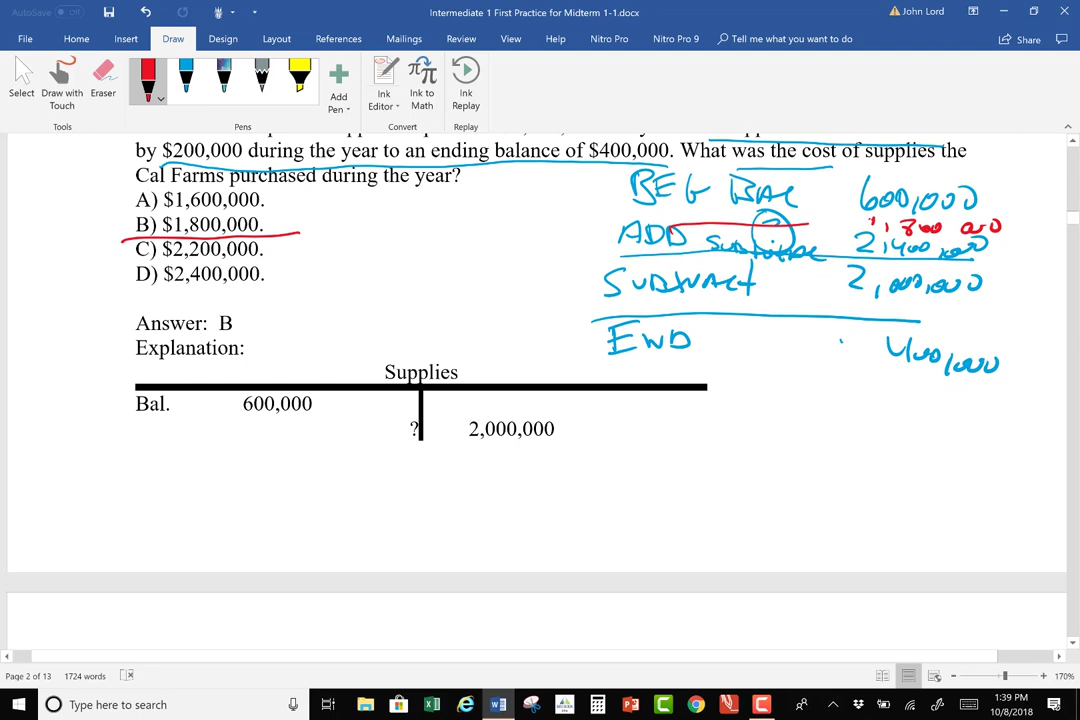 AutoSave Off
Intermediate 1 First Practice for Midterm 1-1.docx
John Lord
File Home Insert Draw Design Layout References Mailings Review View Help Nitro Pro Nitro Pro 9 Tell me what you want to do Share
Select
Draw with Touch
Eraser
Add Pen
Ink Editor
Ink to Math
Ink Replay
Tools Pens Convert Replay
by $200,000 during the year to an ending balance of $400,000. What was the cost of supplies the
Cal Farms purchased during the year?
A) $1,600,000.
B) $1,800,000.
C) $2,200,000.
D) $2,400,000.
BEG BAL 600,000
1,800 000
ADD ? 2,400,000
SUBTRACT 2,000,000
END 400,000
Answer: B
Explanation:
Supplies
Bal. 600,000
? 2,000,000
Page 2 of 13 1724 words 170%
Type here to search
1:39 PM
10/8/2018